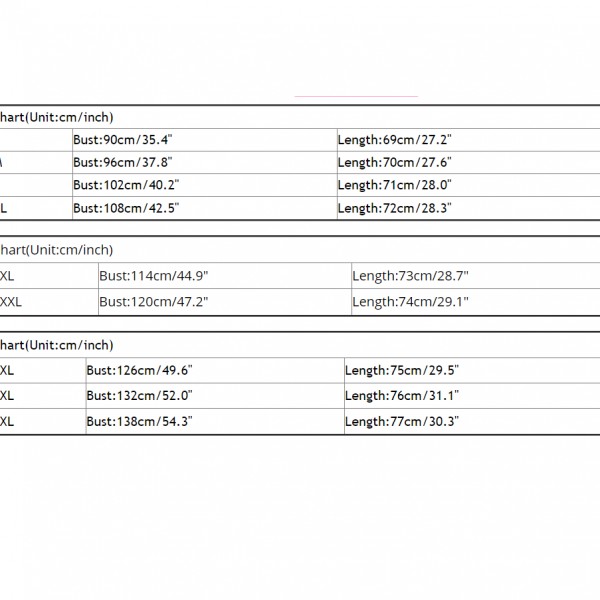 hart(Unit:cm/inch)
Bust:90cm/35.4" Length:69cm/27.2"
Bust:96cm/37.8" Length:70cm/27.6"
Bust:102cm/40.2" Length:71cm/28.0"
L Bust:108cm/42.5" Length:72cm/28.3"
hart(Unit:cm/inch)
XL Bust:114cm/44.9" Length:73cm/28.7"
XXL Bust:120cm/47.2" Length:74cm/29.1"
hart(Unit:cm/inch)
XL Bust:126cm/49.6" Length:75cm/29.5"
XL Bust:132cm/52.0" Length:76cm/31.1"
XL Bust:138cm/54.3" Length:77cm/30.3"